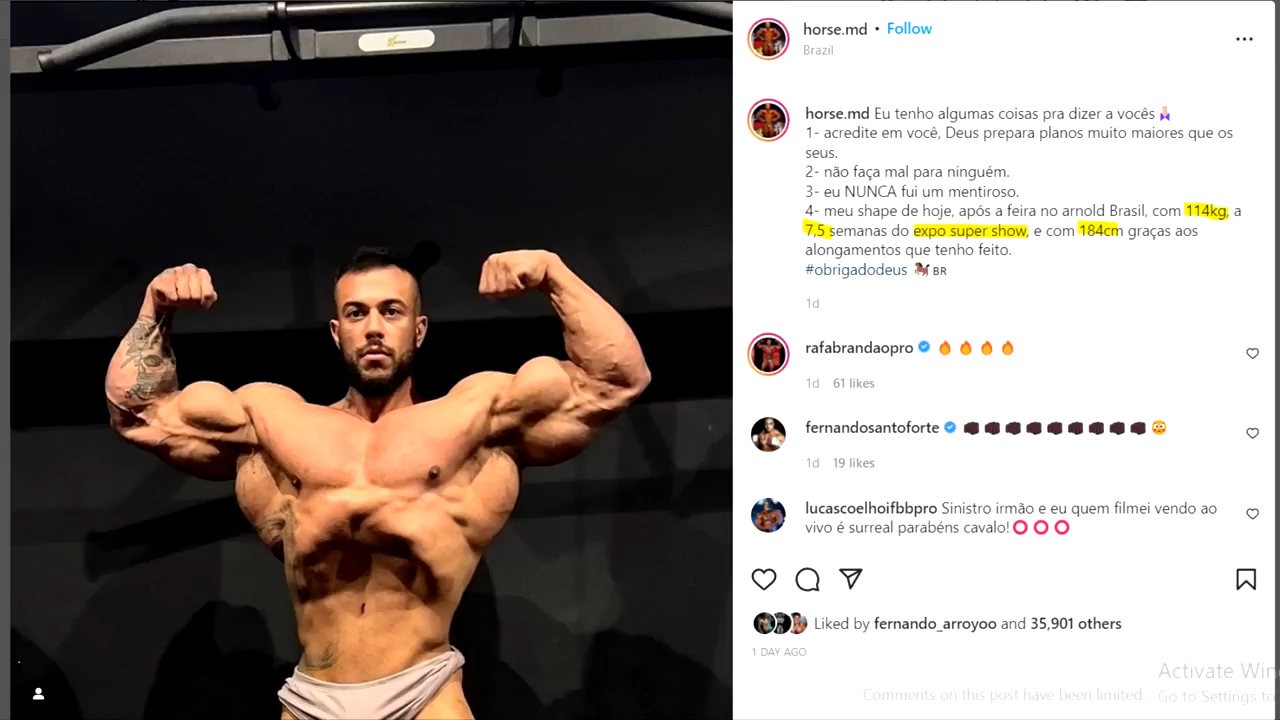 horse.md • Follow
Brazil
horse.md Eu tenho algumas coisas pra dizer a vocês
1- acredite em você, Deus prepara planos muito maiores que os
seus.
2- não faça mal para ninguém.
3- eu NUNCA fui um mentiroso.
4- meu shape de hoje, após a feira no arnold Brasil, com 114kg, a
7,5 semanas do expo super show, e com 184cm graças aos
alongamentos que tenho feito.
#obrigadodeus BR
1d
rafabrandaopro
1d 61 likes
fernandosantoforte
1d 19 likes
lucascoelhoifbbpro Sinistro irmão e eu quem filmei vendo ao
vivo é surreal parabéns cavalo!
Liked by fernando_arroyoo and 35,901 others
1 DAY AGO
Activate Win
Comments on this post have been limited.
Go to Settings to